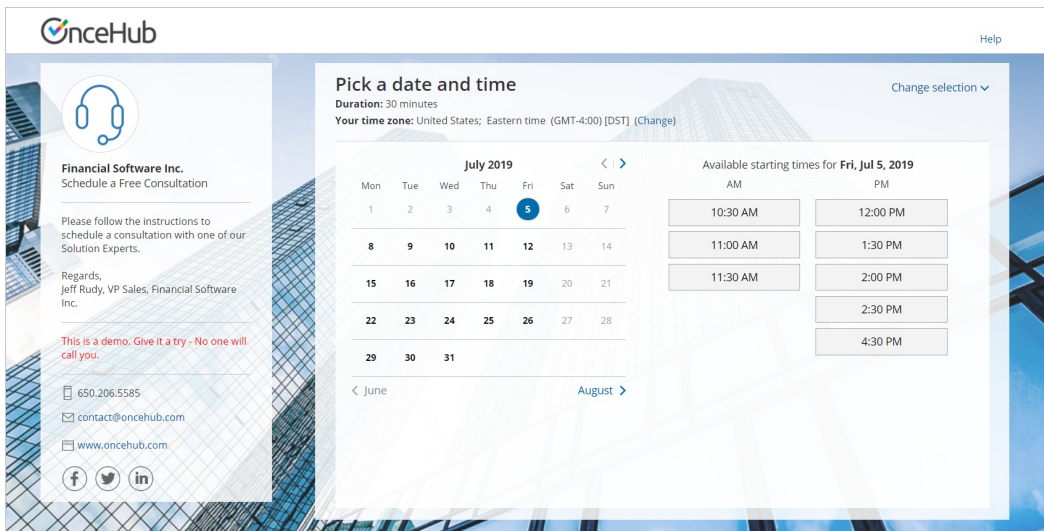 OnceHub
Help
Financial Software Inc.
Schedule a Free Consultation
Please follow the instructions to
schedule a consultation with one of our
Solution Experts.
Regards,
Jeff Rudy, VP Sales, Financial Software
Inc.
This is a demo. Give it a try - No one will
call you.
650.206.5585
contact@oncehub.com
www.oncehub.com
f in
Pick a date and time
Change selection
Duration: 30 minutes
Your time zone: United States; Eastern time (GMT-4:00) [DST] (Change)
July 2019
Mon Tue Wed Thu Fri Sat Sun
1 2 3 4 5 6 7
8 9 10 11 12 13 14
15 16 17 18 19 20 21
22 23 24 25 26 27 28
29 30 31
June August
Available starting times for Fri, Jul 5, 2019
AM PM
10:30 AM 12:00 PM
11:00 AM 1:30 PM
11:30 AM 2:00 PM
2:30 PM
4:30 PM